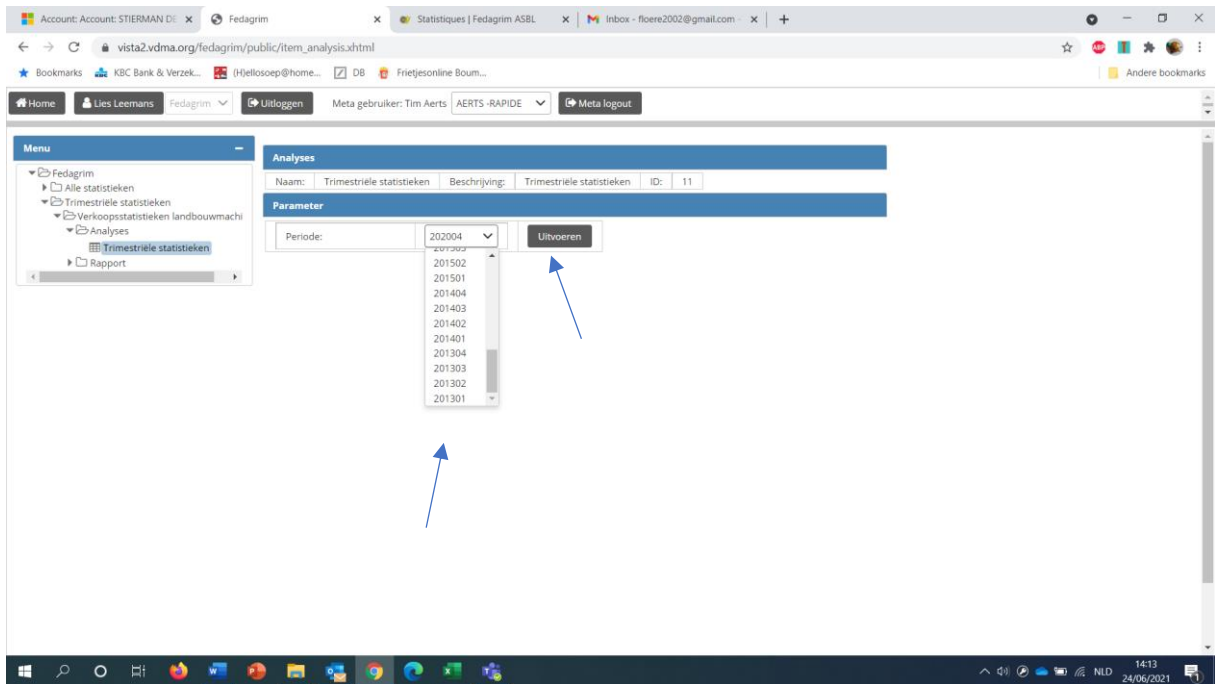 Account: Account: STIERMAN DE
Fedagrim
Statistiques | Fedagrim ASBL
Inbox - floere2002@gmail.com -
vista2.vdma.org/fedagrim/public/item_analysis.xhtml
Bookmarks
KBC Bank & Verzek...
(H)ellosoep@home...
DB
Frietjesonline Boum...
Andere bookmarks
Home
Lies Leemans
Fedagrim
Uitloggen
Meta gebruiker: Tim Aerts
AERTS -RAPIDE
Meta logout
Menu
Fedagrim
Alle statistieken
Trimestriële statistieken
Verkoopsstatistieken landbouwmachi
Analyses
Trimestriële statistieken
Rapport
Analyses
Naam: Trimestriële statistieken Beschrijving: Trimestriële statistieken ID: 11
Parameter
Periode: 202004 Uitvoeren
201503
201502
201501
201404
201403
201402
201401
201304
201303
201302
201301
NLD
14:13
24/06/2021